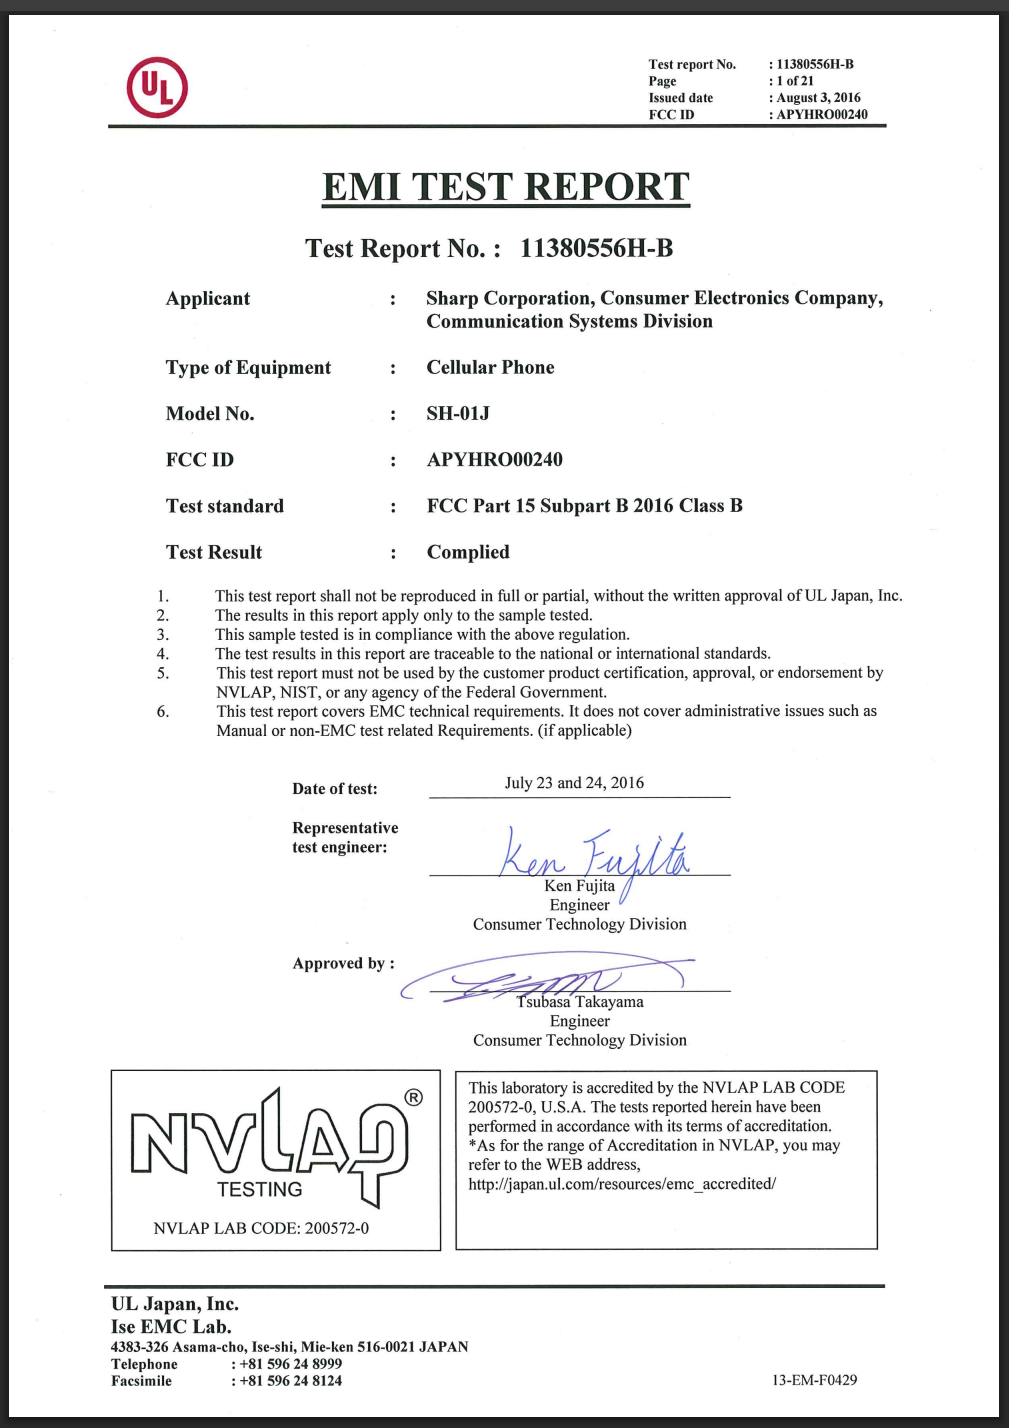 UL
Test report No. : 11380556H-B
Page : 1 of 21
Issued date : August 3, 2016
FCC ID : APYHRO00240
EMI TEST REPORT
Test Report No. : 11380556H-B
Applicant : Sharp Corporation, Consumer Electronics Company,
Communication Systems Division
Type of Equipment : Cellular Phone
Model No. : SH-01J
FCC ID : APYHRO00240
Test standard : FCC Part 15 Subpart B 2016 Class B
Test Result : Complied
1. This test report shall not be reproduced in full or partial, without the written approval of UL Japan, Inc.
2. The results in this report apply only to the sample tested.
3. This sample tested is in compliance with the above regulation.
4. The test results in this report are traceable to the national or international standards.
5. This test report must not be used by the customer product certification, approval, or endorsement by
NVLAP, NIST, or any agency of the Federal Government.
6. This test report covers EMC technical requirements. It does not cover administrative issues such as
Manual or non-EMC test related Requirements. (if applicable)
Date of test: July 23 and 24, 2016
Representative
test engineer:
Ken Fujita
Ken Fujita
Engineer
Consumer Technology Division
Approved by :
Tsubasa Takayama
Engineer
Consumer Technology Division
NVLAP®
TESTING
NVLAP LAB CODE: 200572-0
This laboratory is accredited by the NVLAP LAB CODE
200572-0, U.S.A. The tests reported herein have been
performed in accordance with its terms of accreditation.
*As for the range of Accreditation in NVLAP, you may
refer to the WEB address,
http://japan.ul.com/resources/emc_accredited/
UL Japan, Inc.
Ise EMC Lab.
4383-326 Asama-cho, Ise-shi, Mie-ken 516-0021 JAPAN
Telephone : +81 596 24 8999
Facsimile : +81 596 24 8124
13-EM-F0429